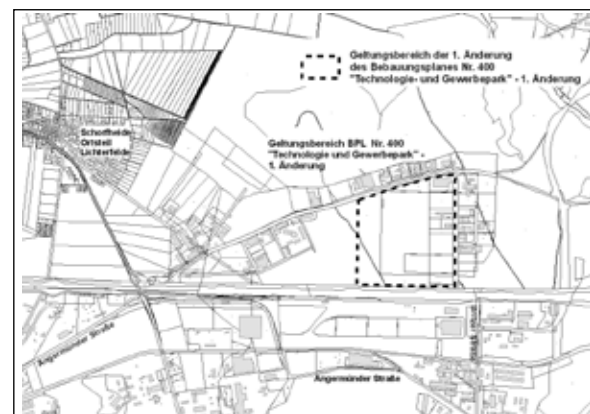 Geltungsbereich der 1. Änderung
des Bebauungsplanes Nr. 400
"Technologie- und Gewerbepark" - 1. Änderung
Geltungsbereich BPL Nr. 400
"Technologie und Gewerbepark" -
1. Änderung
Schorfheide
Ortsteil
Lichterfelde
Angermünder Straße
Angermünder Straße